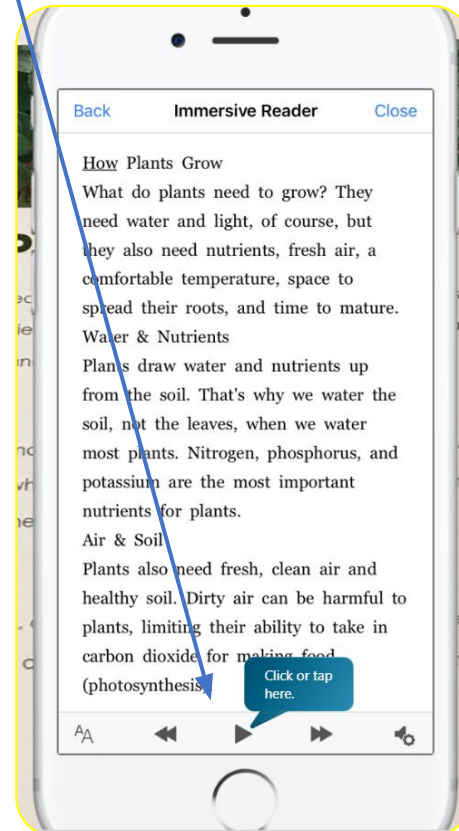 Back Immersive Reader Close
How Plants Grow
What do plants need to grow? They
need water and light, of course, but
they also need nutrients, fresh air, a
comfortable temperature, space to
spread their roots, and time to mature.
Water & Nutrients
Plants draw water and nutrients up
from the soil. That's why we water the
soil, not the leaves, when we water
most plants. Nitrogen, phosphorus, and
potassium are the most important
nutrients for plants.
Air & Soil
Plants also need fresh, clean air and
healthy soil. Dirty air can be harmful to
plants, limiting their ability to take in
carbon dioxide for making food
(photosynthesis)
Click or tap
here.
AA